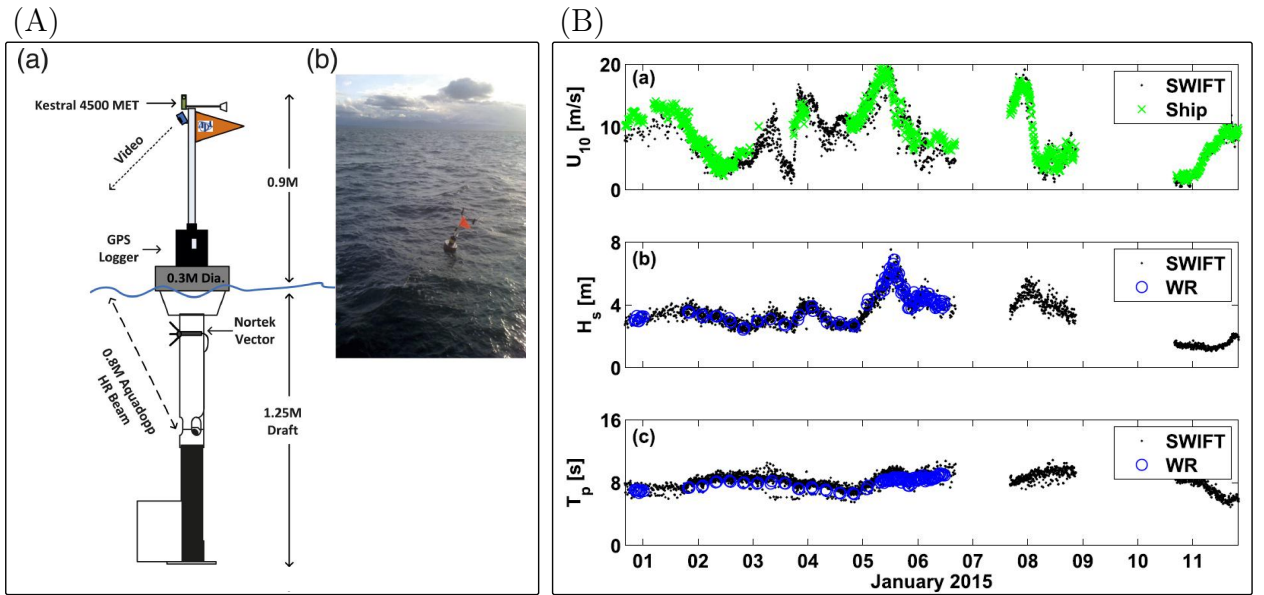 (A)
(a)
(b)
Kestral 4500 MET
Video
0.9M
GPS
Logger
0.3M Dia.
Nortek
Vector
0.8M Aquadopp
HR Beam
1.25M
Draft
(B)
(a)
SWIFT
Ship
U10 [m/s]
20
10
0
(b)
SWIFT
WR
Hs [m]
8
4
0
(c)
SWIFT
WR
Tp [s]
16
8
0
01 02 03 04 05 06 07 08 09 10 11
January 2015